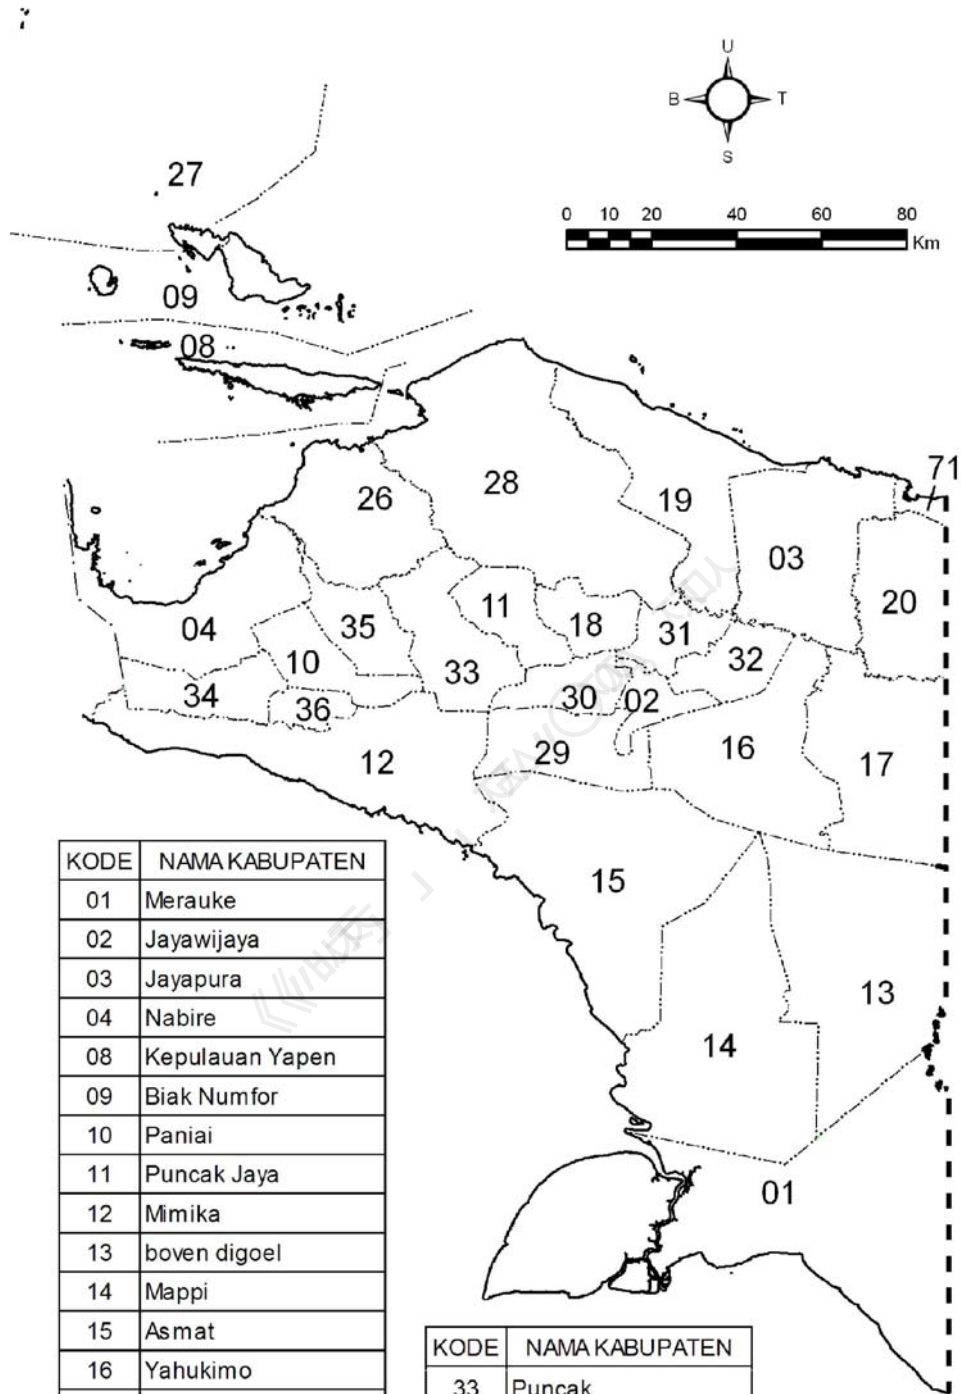 U
B T
S
0 10 20 40 60 80
Km
27
09
08
71
28
26
19
03
11
20
35
04
18
31
32
10
33
34
30
02
36
29
16
12
17
15
13
14
01
KODE NAMA KABUPATEN
01 Merauke
02 Jayawijaya
03 Jayapura
04 Nabire
08 Kepulauan Yapen
09 Biak Numfor
10 Paniai
11 Puncak Jaya
12 Mimika
13 boven digoel
14 Mappi
15 Asmat
16 Yahukimo
KODE NAMA KABUPATEN
33 Puncak